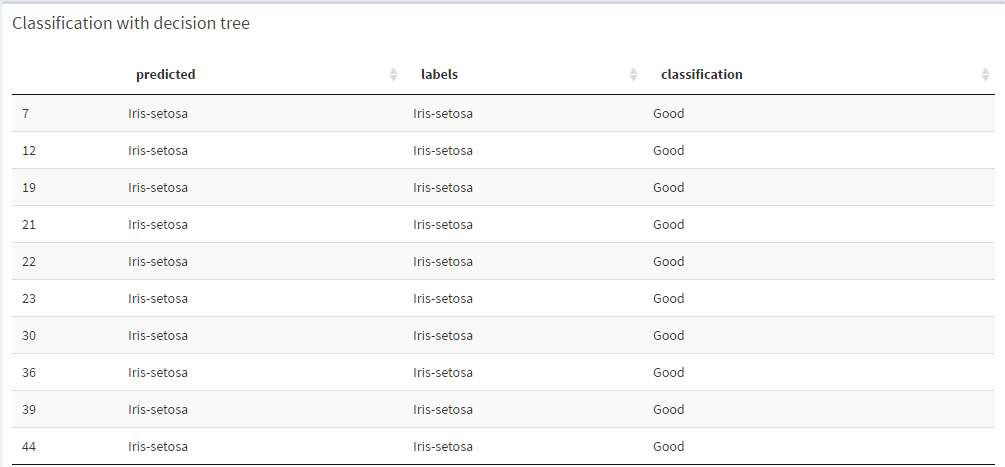 Classification with decision tree
predicted labels classification
7 Iris-setosa Iris-setosa Good
12 Iris-setosa Iris-setosa Good
19 Iris-setosa Iris-setosa Good
21 Iris-setosa Iris-setosa Good
22 Iris-setosa Iris-setosa Good
23 Iris-setosa Iris-setosa Good
30 Iris-setosa Iris-setosa Good
36 Iris-setosa Iris-setosa Good
39 Iris-setosa Iris-setosa Good
44 Iris-setosa Iris-setosa Good